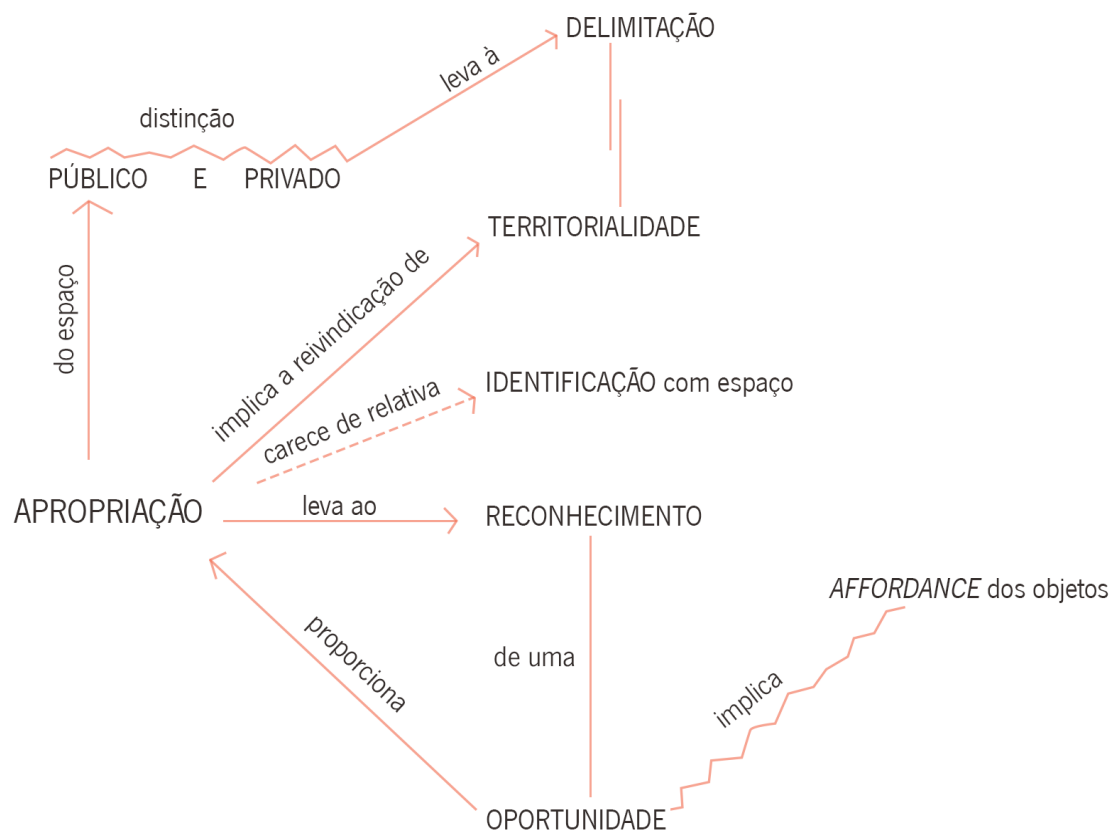 DELIMITAÇÃO
leva à
distinção
PÚBLICO E PRIVADO
TERRITORIALIDADE
do espaço
implica a reivindicação de
IDENTIFICAÇÃO com espaço
carece de relativa
APROPRIAÇÃO
leva ao
RECONHECIMENTO
AFFORDANCE dos objetos
proporciona
de uma
implica
OPORTUNIDADE